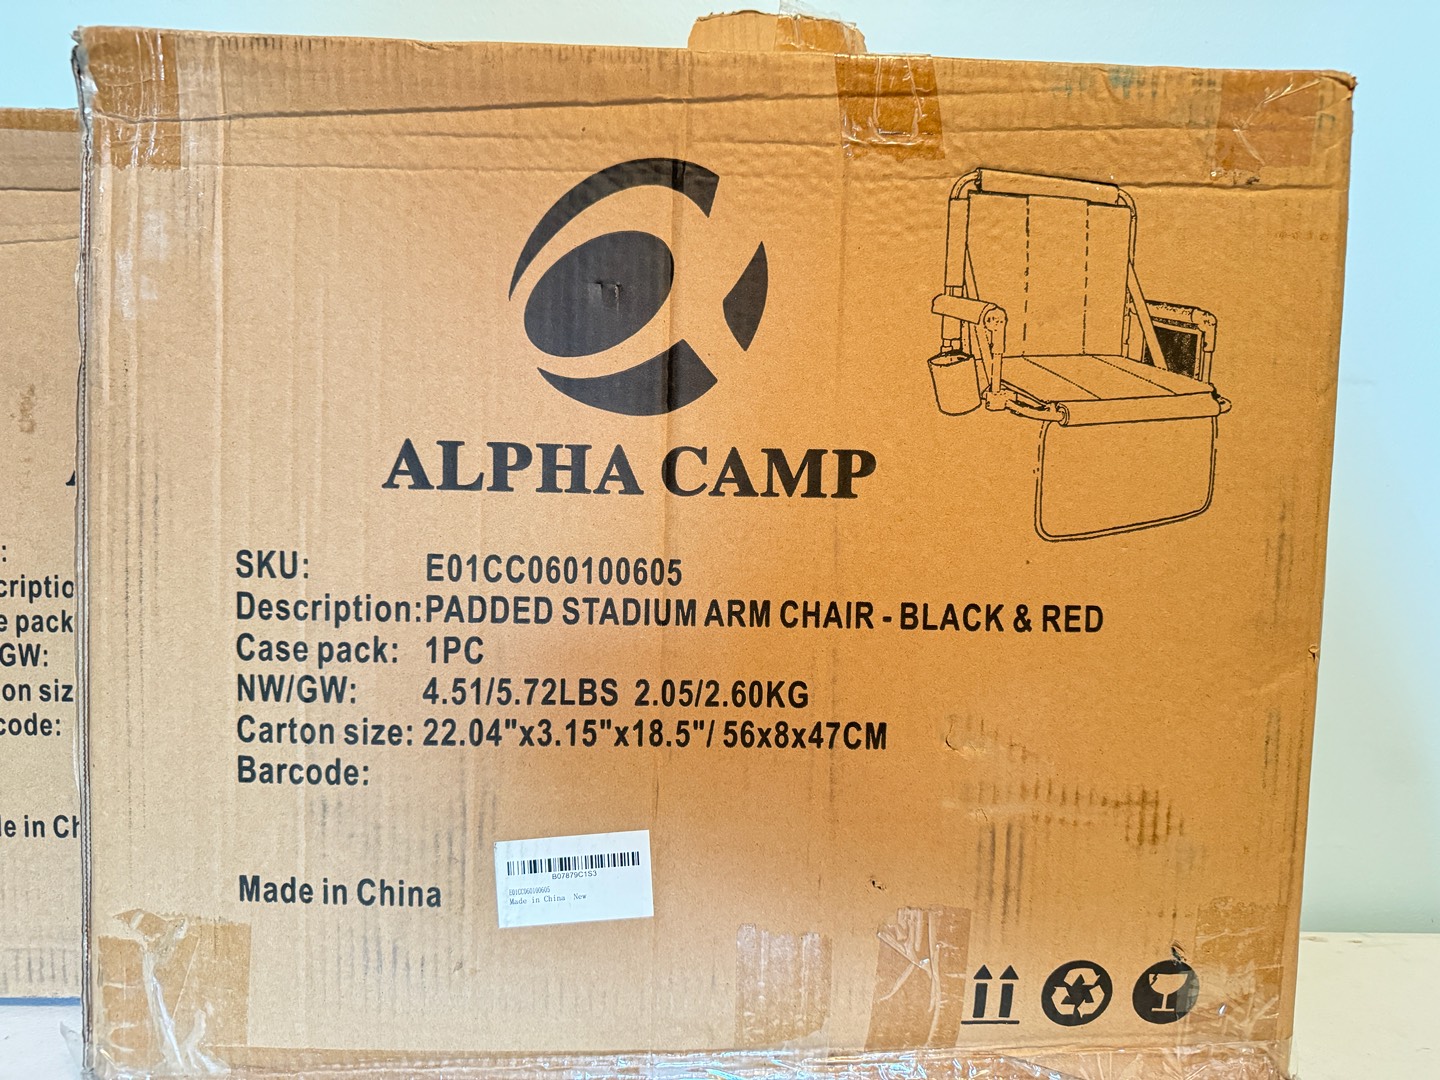 ALPHA CAMP
SKU: E01CC060100605
Description:PADDED STADIUM ARM CHAIR - BLACK & RED
Case pack: 1PC
NW/GW: 4.51/5.72LBS 2.05/2.60KG
Carton size: 22.04"x3.15"x18.5"/ 56x8x47CM
Barcode:
Made in China
B07879C1S3
E01CC060100605
Made in China New
:
criptio
e pack
GW:
on siz
code:
le in Ch